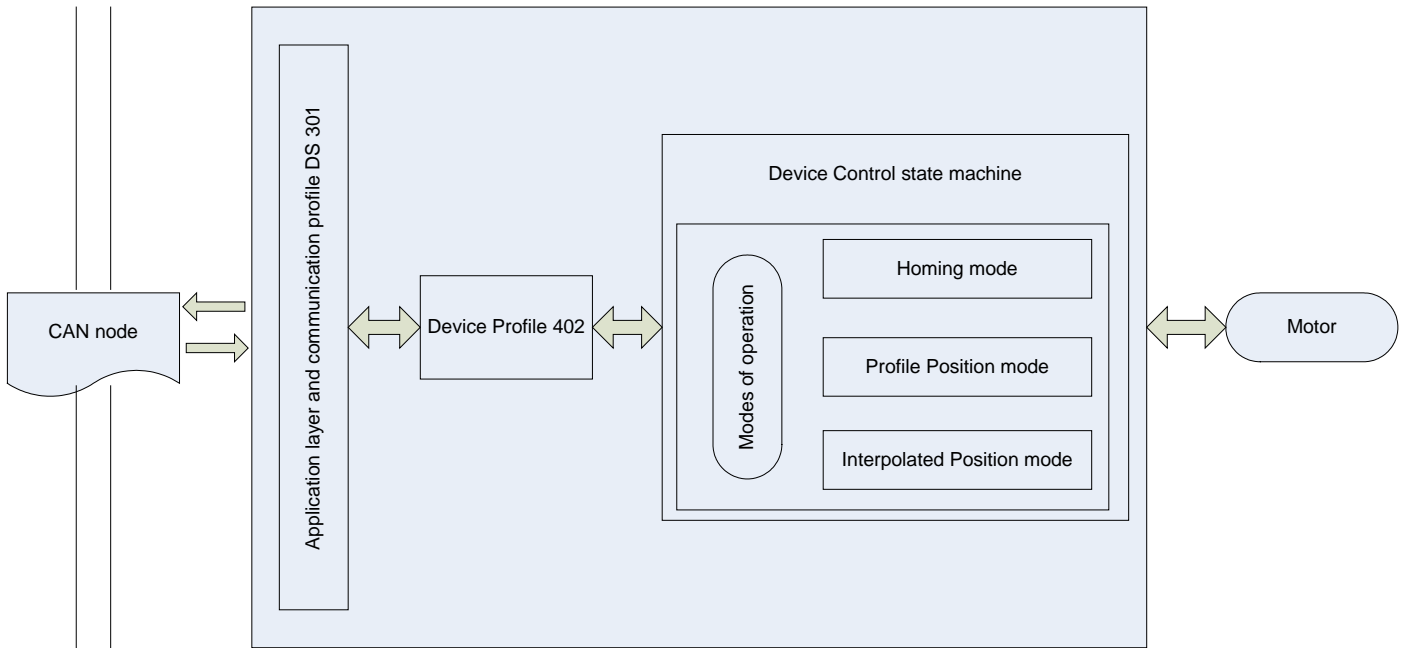 CAN node
Application layer and communication profile DS 301
Device Profile 402
Device Control state machine
Modes of operation
Homing mode
Profile Position mode
Interpolated Position mode
Motor